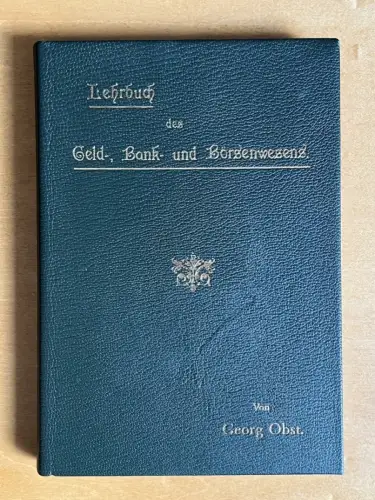 Lehrbuch
des
Geld-, Bank- und Börsenwesens.
Von
Georg Obst.